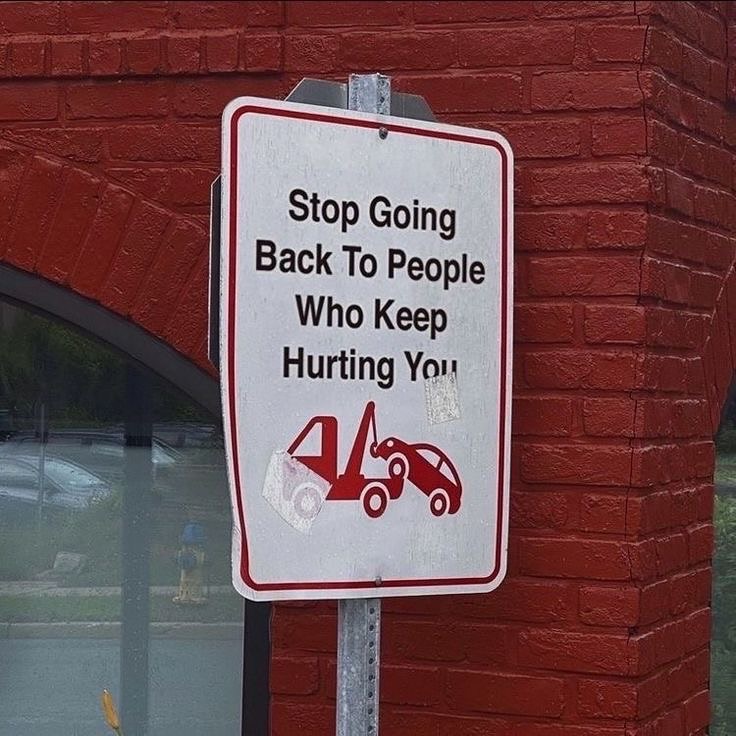 Stop Going
Back To People
Who Keep
Hurting You